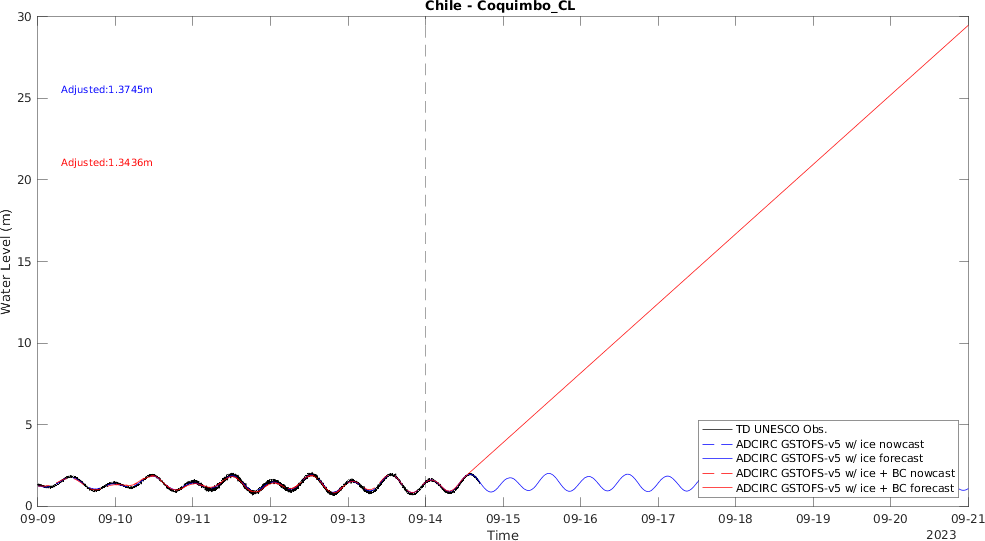 Chile - Coquimbo_CL
30
25
20
15
10
5
0
Water Level (m)
Adjusted:1.3745m
Adjusted:1.3436m
TD UNESCO Obs.
ADCIRC GSTOFS-v5 w/ ice nowcast
ADCIRC GSTOFS-v5 w/ ice forecast
ADCIRC GSTOFS-v5 w/ ice + BC nowcast
ADCIRC GSTOFS-v5 w/ ice + BC forecast
09-09 09-10 09-11 09-12 09-13 09-14 09-15 09-16 09-17 09-18 09-19 09-20 09-21
Time
2023